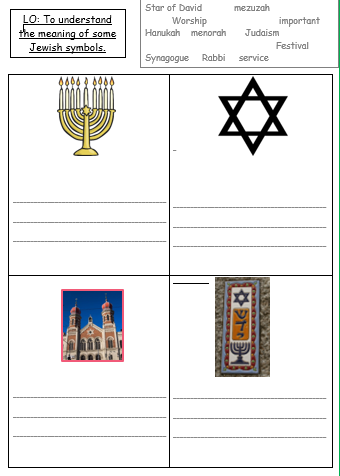 LO: To understand
the meaning of some
Jewish symbols.
Star of David mezuzah
Worship important
Hanukah menorah Judaism
Festival
Synagogue Rabbi service